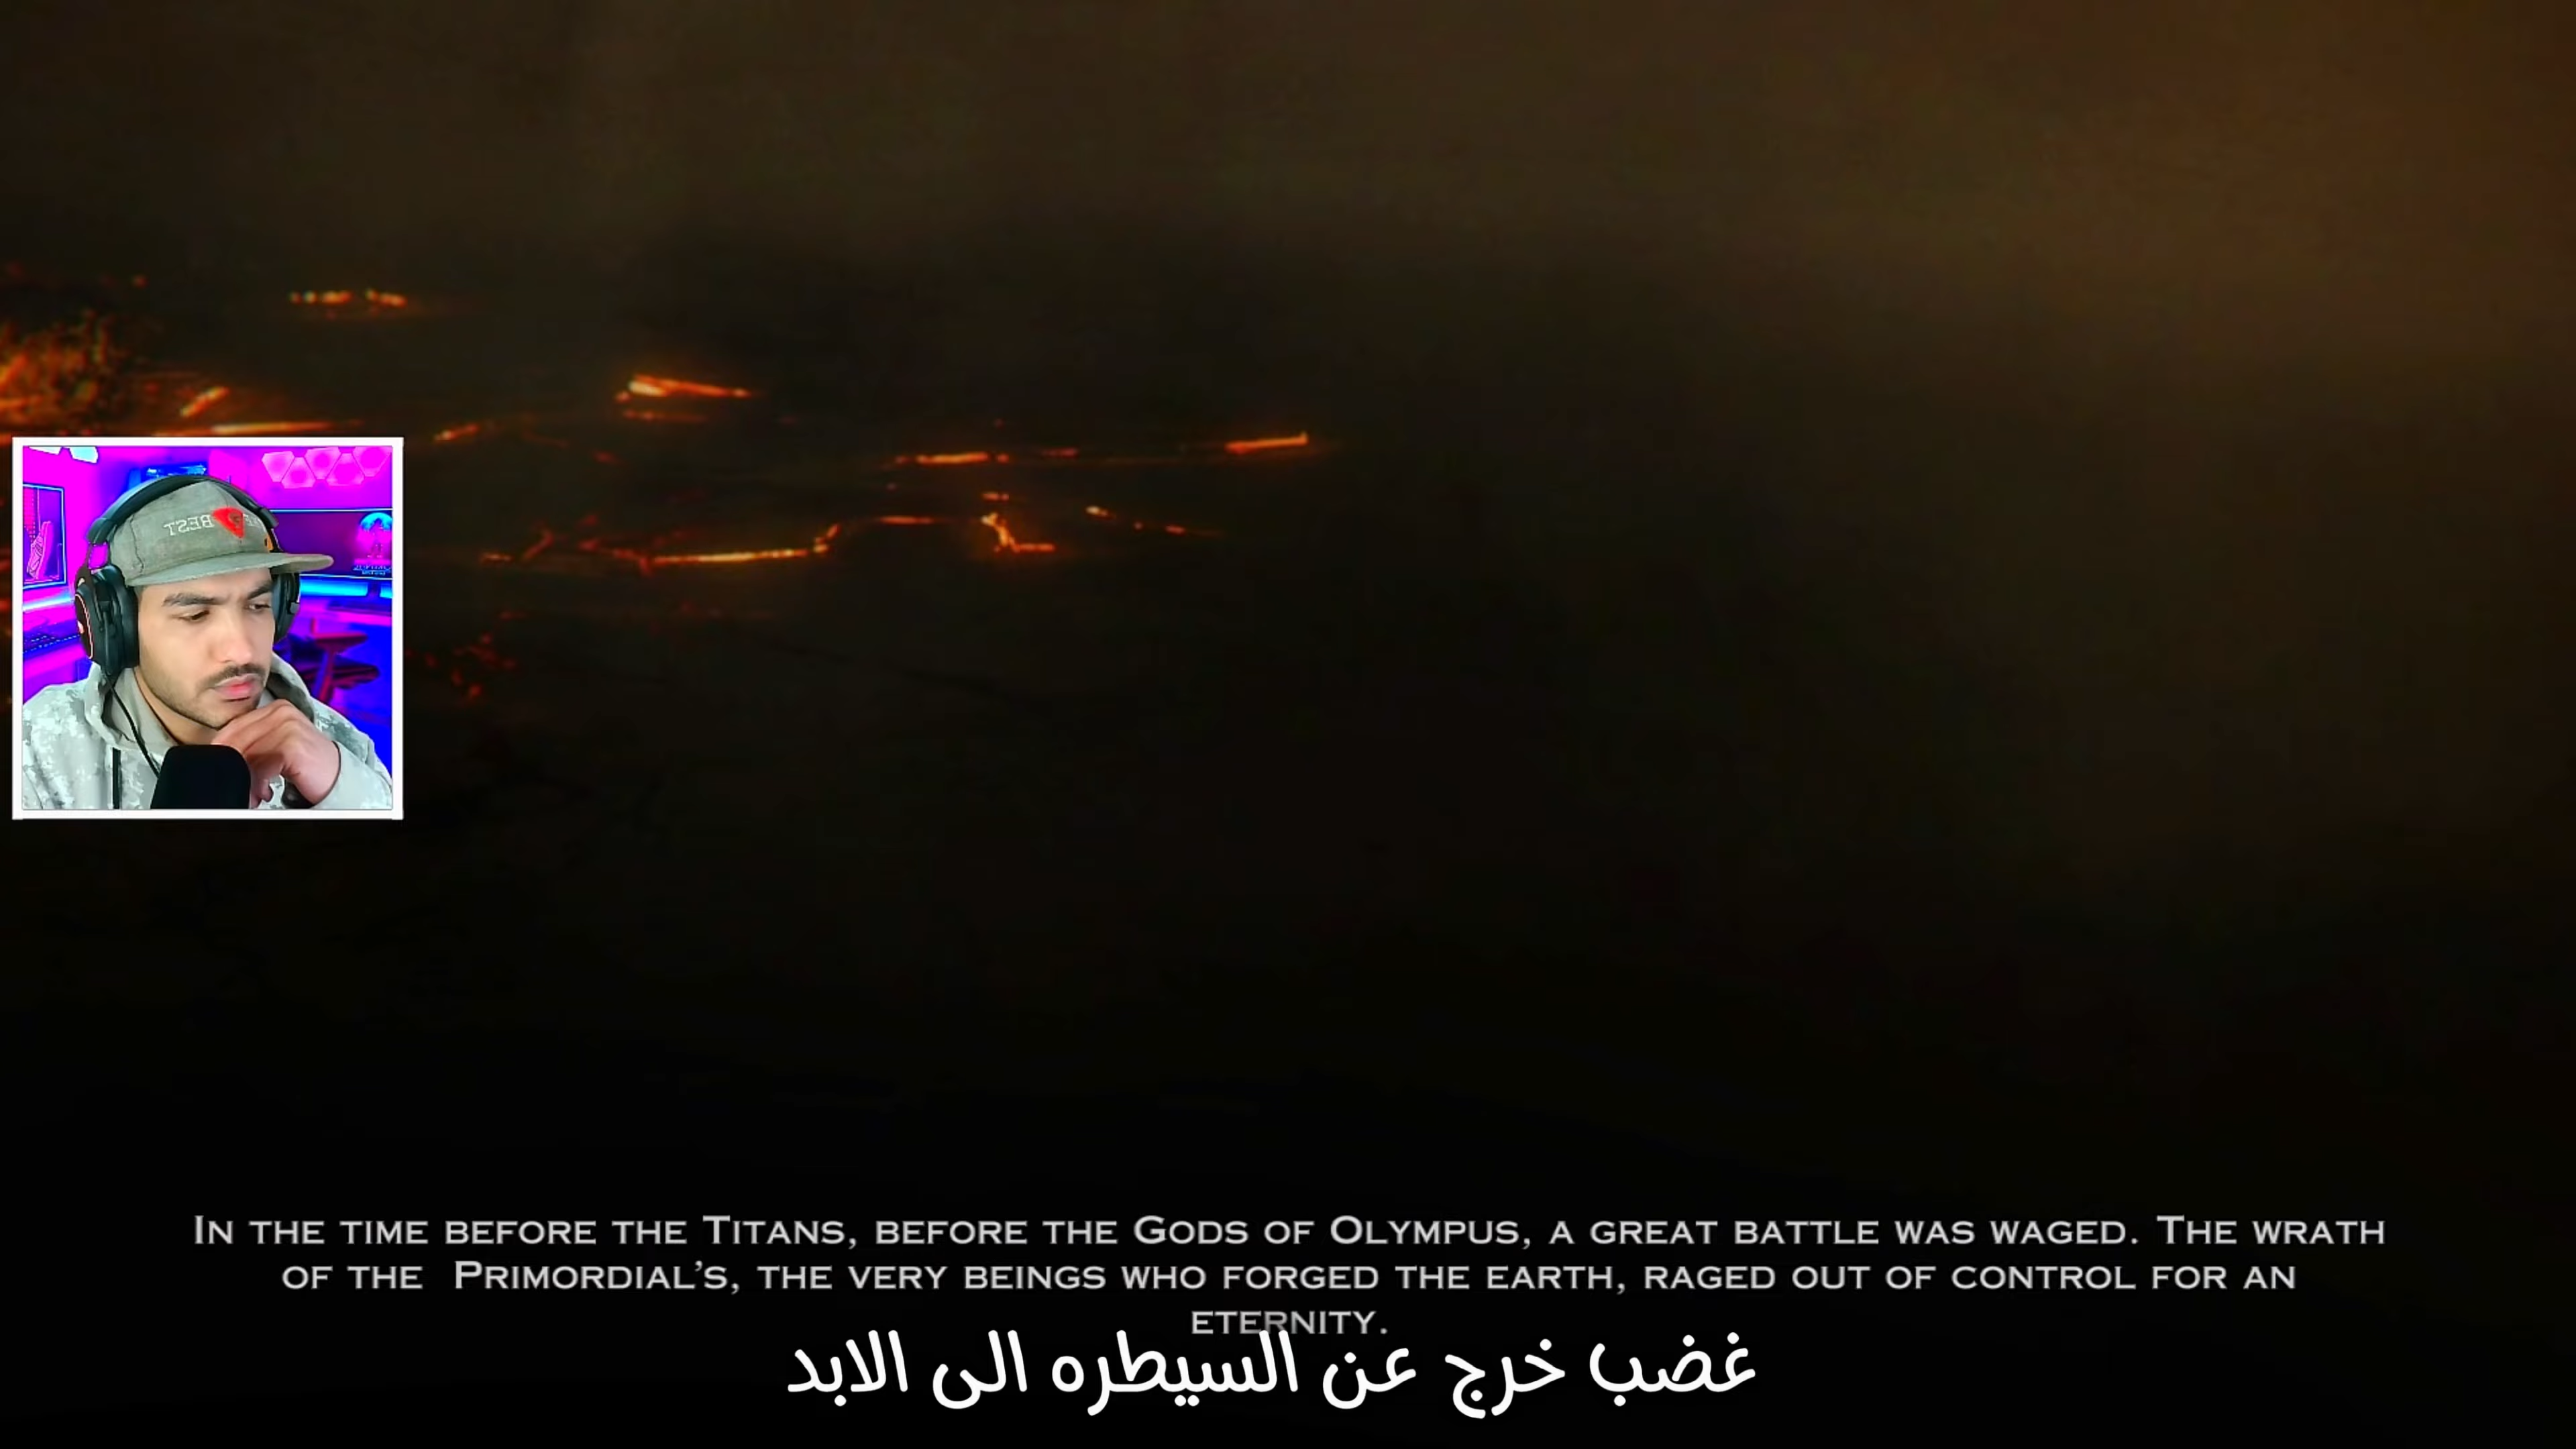 BEST
In the time before the Titans, before the Gods of Olympus, a great battle was waged. The wrath
of the Primordial's, the very beings who forged the earth, raged out of control for an
eternity.
غضب خرج عن السيطره الى الابد